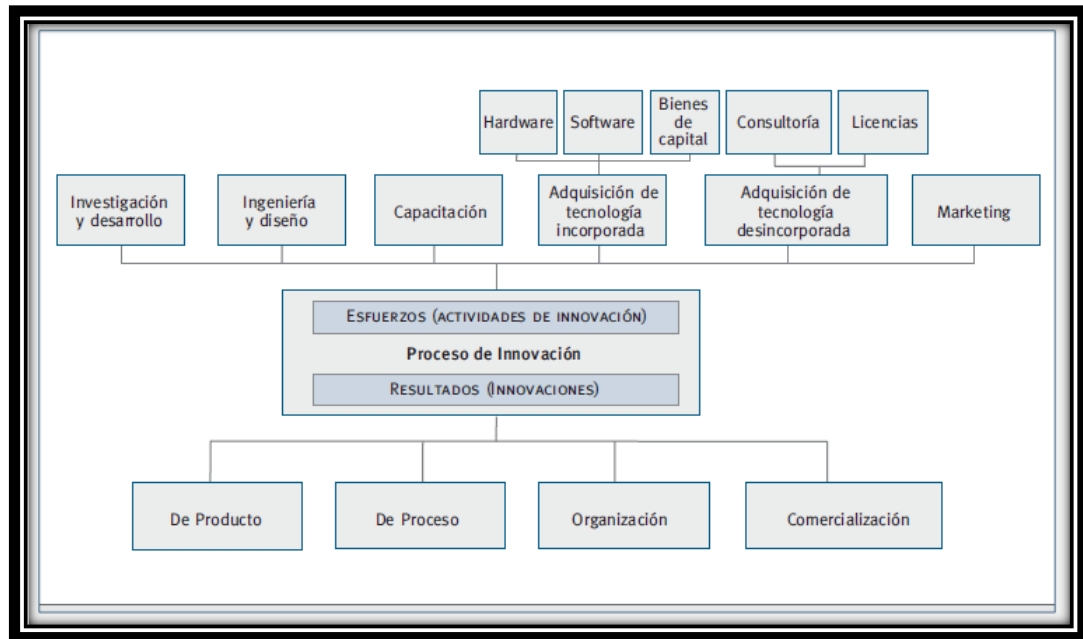 Hardware
Software
Bienes
de
capital
Consultoría
Licencias
Investigación
y desarrollo
Ingeniería
y diseño
Capacitación
Adquisición de
tecnología
incorporada
Adquisición de
tecnología
desincorporada
Marketing
Esfuerzos (actividades de innovación)
Proceso de Innovación
Resultados (Innovaciones)
De Producto
De Proceso
Organización
Comercialización